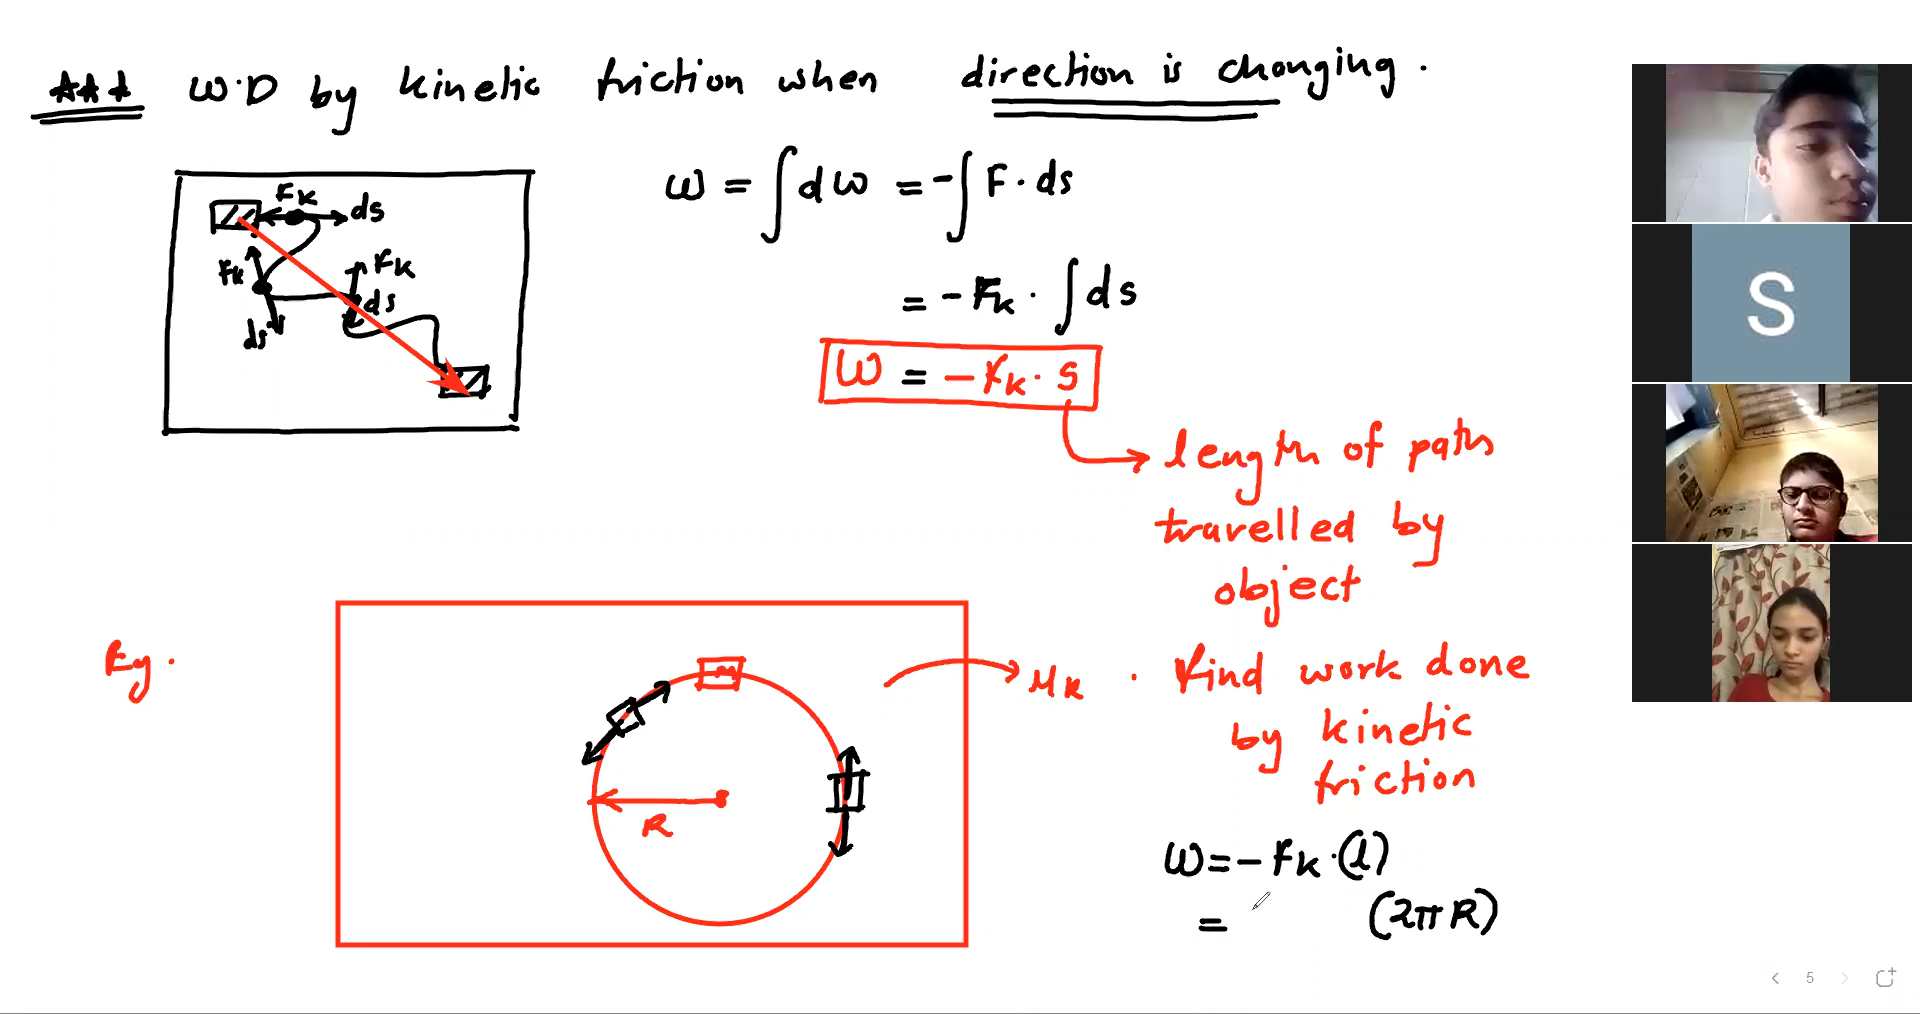 W.D by kinetic friction when direction is changing.
W = ∫dW = -∫F.ds
= -Fk . ∫ds
W = -Fk . S
Fk
ds
Fk
Fk
ds
ds
length of path
travelled by
object
Eg.
m
R
μk . Find work done
by kinetic
friction
W = -Fk .(l)
= (2πR)
S
5